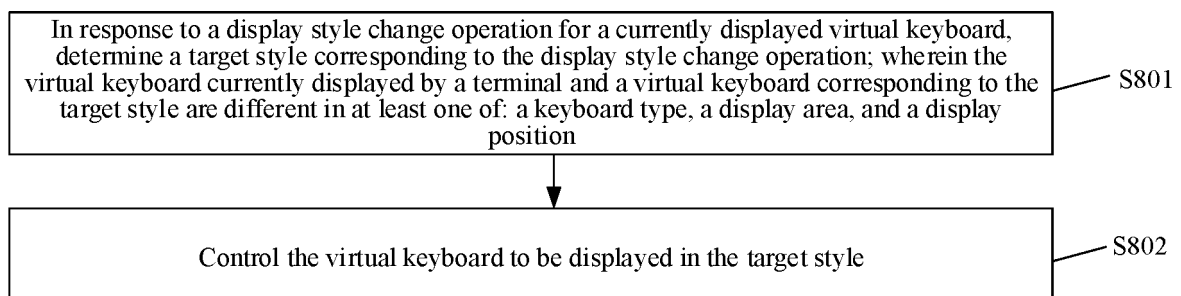 In response to a display style change operation for a currently displayed virtual keyboard,
determine a target style corresponding to the display style change operation; wherein the
virtual keyboard currently displayed by a terminal and a virtual keyboard corresponding to the
target style are different in at least one of: a keyboard type, a display area, and a display
position
S801
Control the virtual keyboard to be displayed in the target style
S802